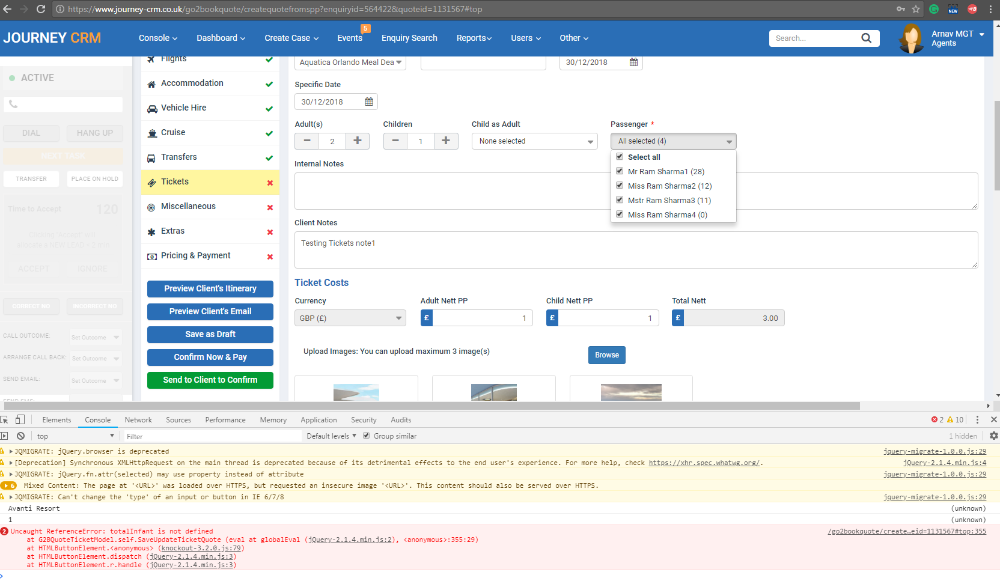 https://www.journey-crm.co.uk/go2bookquote/createquotefromspp?enquiryid=564422&quoteid=1131567#top
NEW
JOURNEY CRM
Console
Dashboard
Create Case
Events
5
Enquiry Search
Reports
Users
Other
Search...
Arnav MGT
Agents
ACTIVE
DIAL
HANG UP
NEXT TASK
TRANSFER
PLACE ON HOLD
Time to Accept
120
Clicking "Accept" will
allocate a NEW LEAD < 2 min
ACCEPT
IGNORE
CORRECT NO
INCORRECT NO
CALL OUTCOME:
Set Outcome
ARRANGE CALL BACK:
Set Outcome
SEND EMAIL:
Set Outcome
SEND SMS:
Flights
Accommodation
Vehicle Hire
Cruise
Transfers
Tickets
Miscellaneous
Extras
Pricing & Payment
Preview Client's Itinerary
Preview Client's Email
Save as Draft
Confirm Now & Pay
Send to Client to Confirm
Aquatica Orlando Meal Dea
30/12/2018
Specific Date
30/12/2018
Adult(s)
Children
Child as Adult
Passenger *
2
1
None selected
All selected (4)
Select all
Mr Ram Sharma1 (28)
Miss Ram Sharma2 (12)
Mstr Ram Sharma3 (11)
Miss Ram Sharma4 (0)
Internal Notes
Client Notes
Testing Tickets note1
Ticket Costs
Currency
Adult Nett PP
Child Nett PP
Total Nett
GBP (£)
£ 1
£ 1
£ 3.00
Upload Images: You can upload maximum 3 image(s)
Browse
Elements
Console
Network
Sources
Performance
Memory
Application
Security
Audits
2
10
top
Filter
Default levels
Group similar
1 hidden
JQMIGRATE: jQuery.browser is deprecated
jquery-migrate-1.0.0.js:29
[Deprecation] Synchronous XMLHttpRequest on the main thread is deprecated because of its detrimental effects to the end user's experience. For more help, check https://xhr.spec.whatwg.org/.
jQuery-2.1.4.min.js:4
JQMIGRATE: jQuery.fn.attr(selected) may use property instead of attribute
jquery-migrate-1.0.0.js:29
6 Mixed Content: The page at '<URL>' was loaded over HTTPS, but requested an insecure image '<URL>'. This content should also be served over HTTPS.
JQMIGRATE: Can't change the 'type' of an input or button in IE 6/7/8
jquery-migrate-1.0.0.js:29
Avanti Resort
(unknown)
1
(unknown)
2 Uncaught ReferenceError: totalInfant is not defined
/go2bookquote/create…eid=1131567#top:355
at G2BQuoteTicketModel.self.SaveUpdateTicketQuote (eval at globalEval (jQuery-2.1.4.min.js:2), <anonymous>:355:29)
at HTMLButtonElement.<anonymous> (knockout-3.2.0.js:79)
at HTMLButtonElement.dispatch (jQuery-2.1.4.min.js:3)
at HTMLButtonElement.r.handle (jQuery-2.1.4.min.js:3)